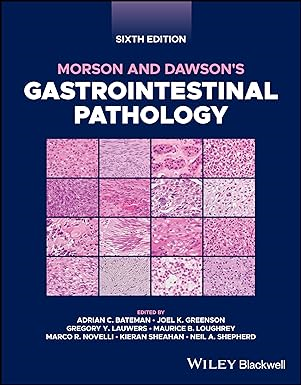 SIXTH EDITION
MORSON AND DAWSON'S
GASTROINTESTINAL
PATHOLOGY
EDITED BY
ADRIAN C. BATEMAN • JOEL K. GREENSON
GREGORY Y. LAUWERS • MAURICE B. LOUGHREY
MARCO R. NOVELLI • KIERAN SHEAHAN • NEIL A. SHEPHERD
WILEY Blackwell